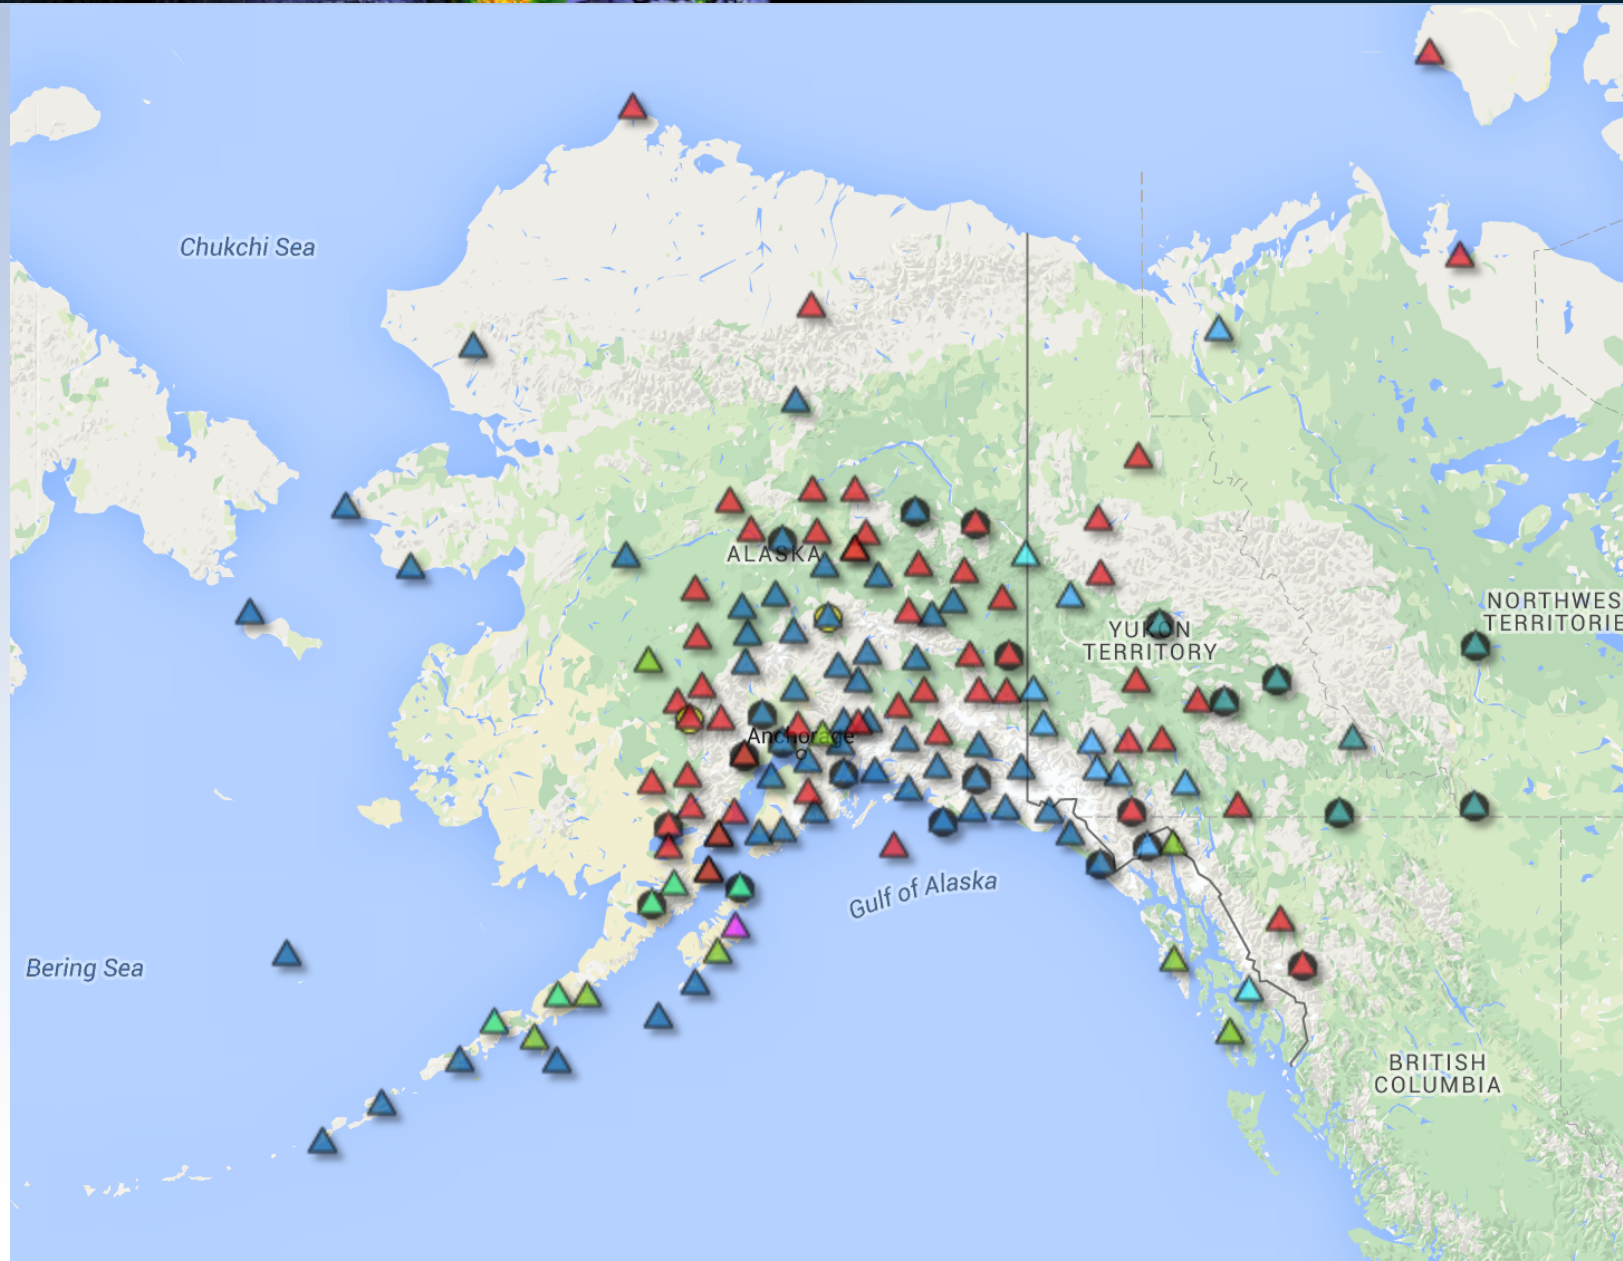 Chukchi Sea
ALASKA
NORTHWES
TERRITORIE
YUKON
TERRITORY
Anchorage
Gulf of Alaska
Bering Sea
BRITISH
COLUMBIA